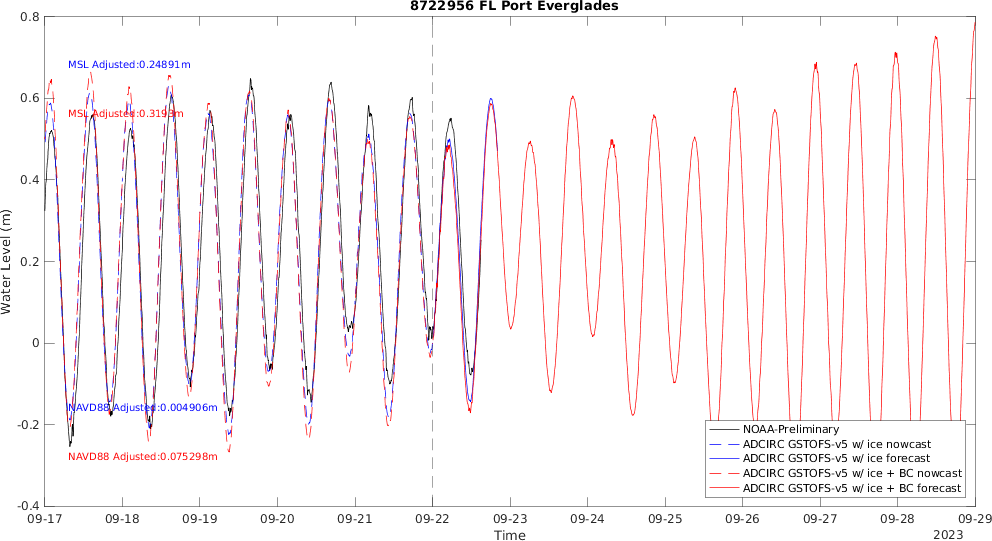 8722956 FL Port Everglades
0.8
0.6
0.4
0.2
0
-0.2
-0.4
Water Level (m)
MSL Adjusted:0.24891m
MSL Adjusted:0.3193m
NAVD88 Adjusted:0.004906m
NAVD88 Adjusted:0.075298m
NOAA-Preliminary
ADCIRC GSTOFS-v5 w/ ice nowcast
ADCIRC GSTOFS-v5 w/ ice forecast
ADCIRC GSTOFS-v5 w/ ice + BC nowcast
ADCIRC GSTOFS-v5 w/ ice + BC forecast
09-17 09-18 09-19 09-20 09-21 09-22 09-23 09-24 09-25 09-26 09-27 09-28 09-29
Time
2023